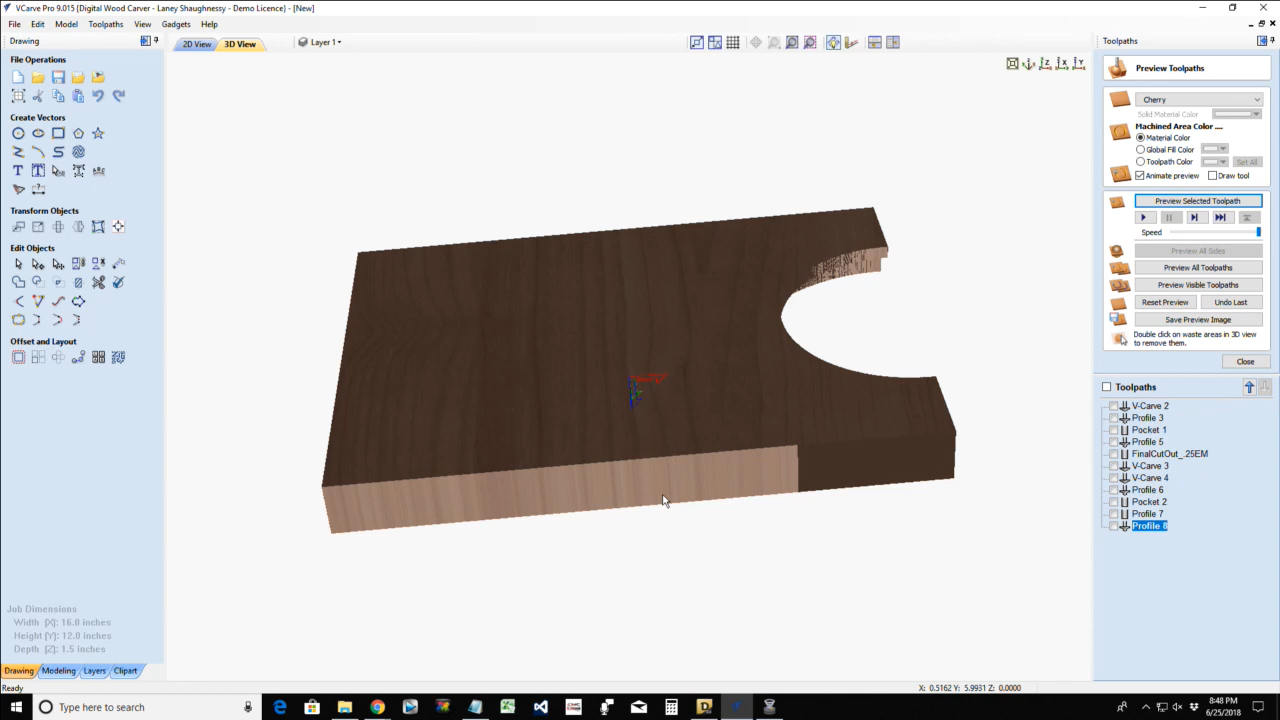 VCarve Pro 9.015 {Digital Wood Carver - Laney Shaughnessy - Demo Licence} - [New]
File Edit Model Toolpaths View Gadgets Help
Drawing
2D View 3D View Layer 1
Toolpaths
File Operations
Create Vectors
Transform Objects
Edit Objects
Offset and Layout
Job Dimensions
Width (X): 16.0 inches
Height (Y): 12.0 inches
Depth (Z): 1.5 inches
Drawing Modeling Layers Clipart
Ready
X: 0.5162 Y: 5.9931 Z: 0.0000
Z X Y
Preview Toolpaths
Cherry
Solid Material Color
Machined Area Color ....
Material Color
Global Fill Color
Toolpath Color Set All
Animate preview Draw tool
Preview Selected Toolpath
Speed
Preview All Sides
Preview All Toolpaths
Preview Visible Toolpaths
Reset Preview Undo Last
Save Preview Image
Double click on waste areas in 3D view
to remove them.
Close
Toolpaths
V-Carve 2
Profile 3
Pocket 1
Profile 5
FinalCutOut_.25EM
V-Carve 3
V-Carve 4
Profile 6
Pocket 2
Profile 7
Profile 8
Type here to search
8:48 PM
6/25/2018